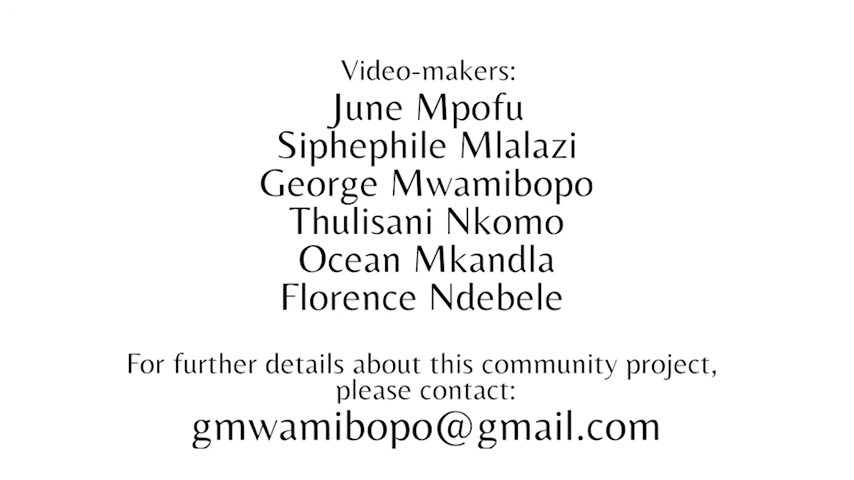 Video-makers:
June Mpofu
Siphephile Mlalazi
George Mwamibopo
Thulisani Nkomo
Ocean Mkandla
Florence Ndebele
For further details about this community project,
please contact:
gmwamibopo@gmail.com